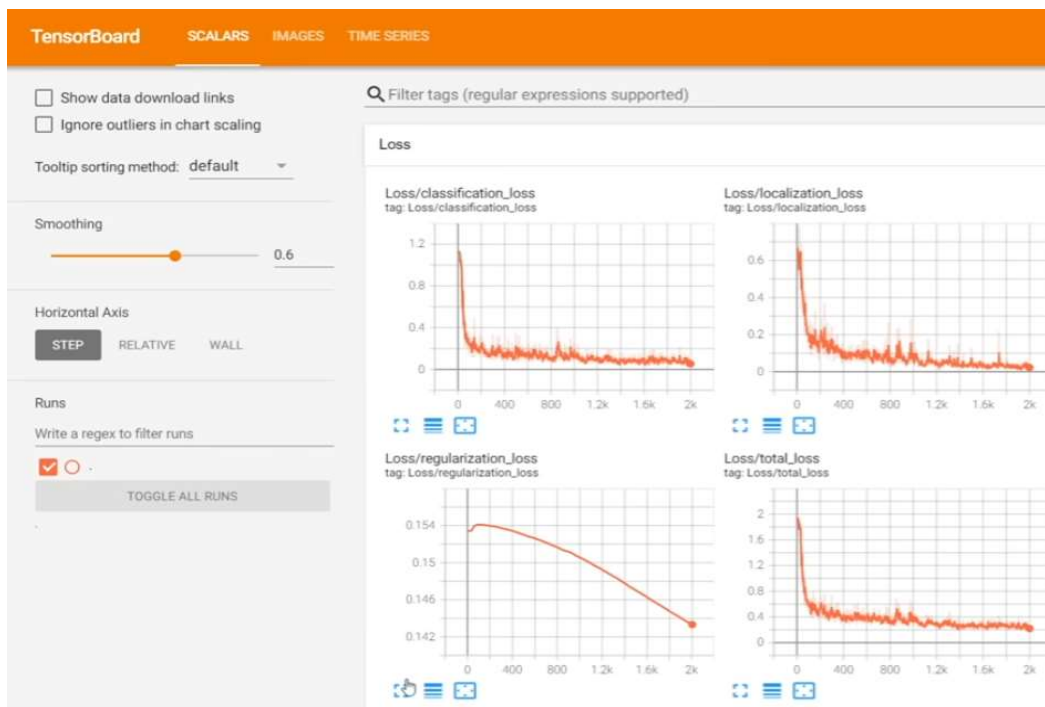 TensorBoard SCALARS IMAGES TIME SERIES
Show data download links
Ignore outliers in chart scaling
Tooltip sorting method: default
Smoothing
0.6
Horizontal Axis
STEP RELATIVE WALL
Runs
Write a regex to filter runs
.
TOGGLE ALL RUNS
.
Filter tags (regular expressions supported)
Loss
Loss/classification_loss
tag: Loss/classification_loss
1.2
0.8
0.4
0
0 400 800 1.2k 1.6k 2k
Loss/localization_loss
tag: Loss/localization_loss
0.6
0.4
0.2
0
0 400 800 1.2k 1.6k 2k
Loss/regularization_loss
tag: Loss/regularization_loss
0.154
0.15
0.146
0.142
0 400 800 1.2k 1.6k 2k
Loss/total_loss
tag: Loss/total_loss
2
1.6
1.2
0.8
0.4
0
0 400 800 1.2k 1.6k 2k